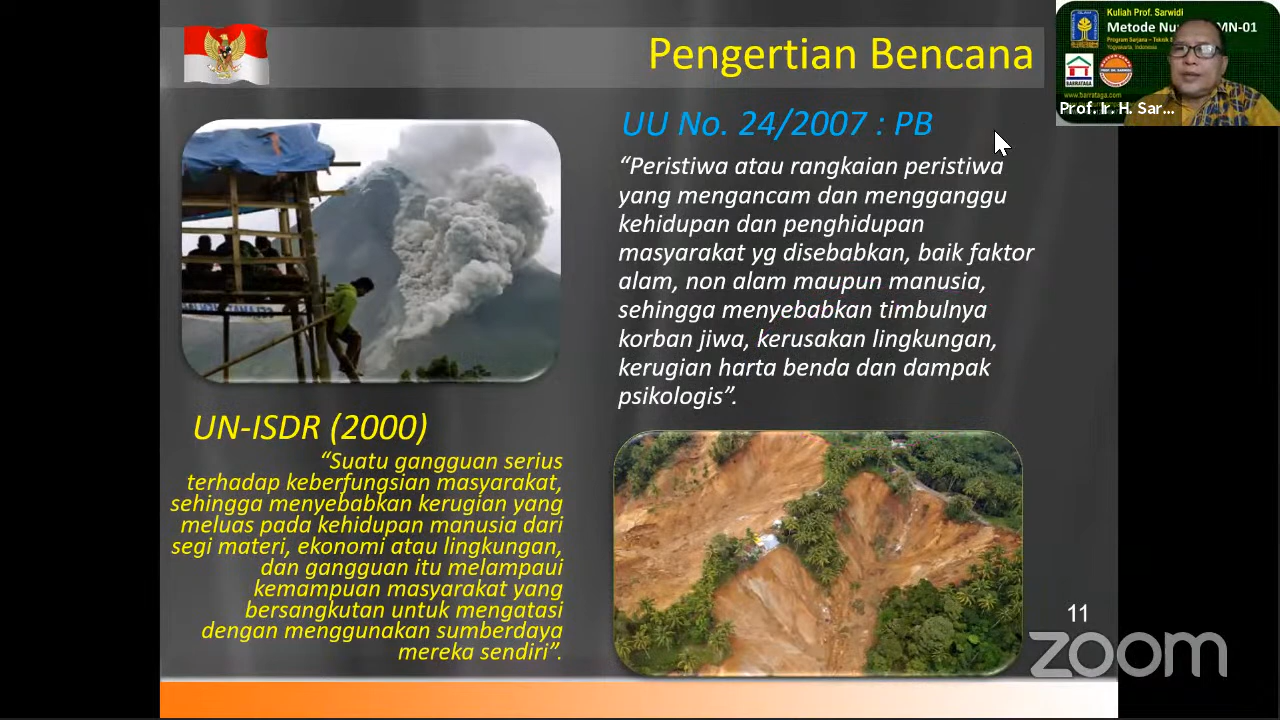 Pengertian Bencana
UU No. 24/2007 : PB
“Peristiwa atau rangkaian peristiwa
yang mengancam dan mengganggu
kehidupan dan penghidupan
masyarakat yg disebabkan, baik faktor
alam, non alam maupun manusia,
sehingga menyebabkan timbulnya
korban jiwa, kerusakan lingkungan,
kerugian harta benda dan dampak
psikologis”.
UN-ISDR (2000)
“Suatu gangguan serius
terhadap keberfungsian masyarakat,
sehingga menyebabkan kerugian yang
meluas pada kehidupan manusia dari
segi materi, ekonomi atau lingkungan,
dan gangguan itu melampaui
kemampuan masyarakat yang
bersangkutan untuk mengatasi
dengan menggunakan sumberdaya
mereka sendiri”.
11
zoom
Kuliah Prof. Sarwidi
Metode Nu MN-01
Program Sarjana – Teknik S
Yogyakarta, Indonesia
BARRATAGA
www.barrataga.com
Prof. Ir. H. Sar...